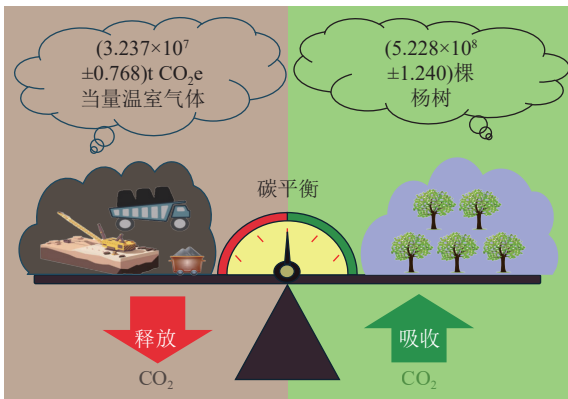 (3.237×10⁷
±0.768)t CO₂e
当量温室气体
(5.228×10⁸
±1.240)棵
杨树
碳平衡
释放
吸收
CO₂
CO₂